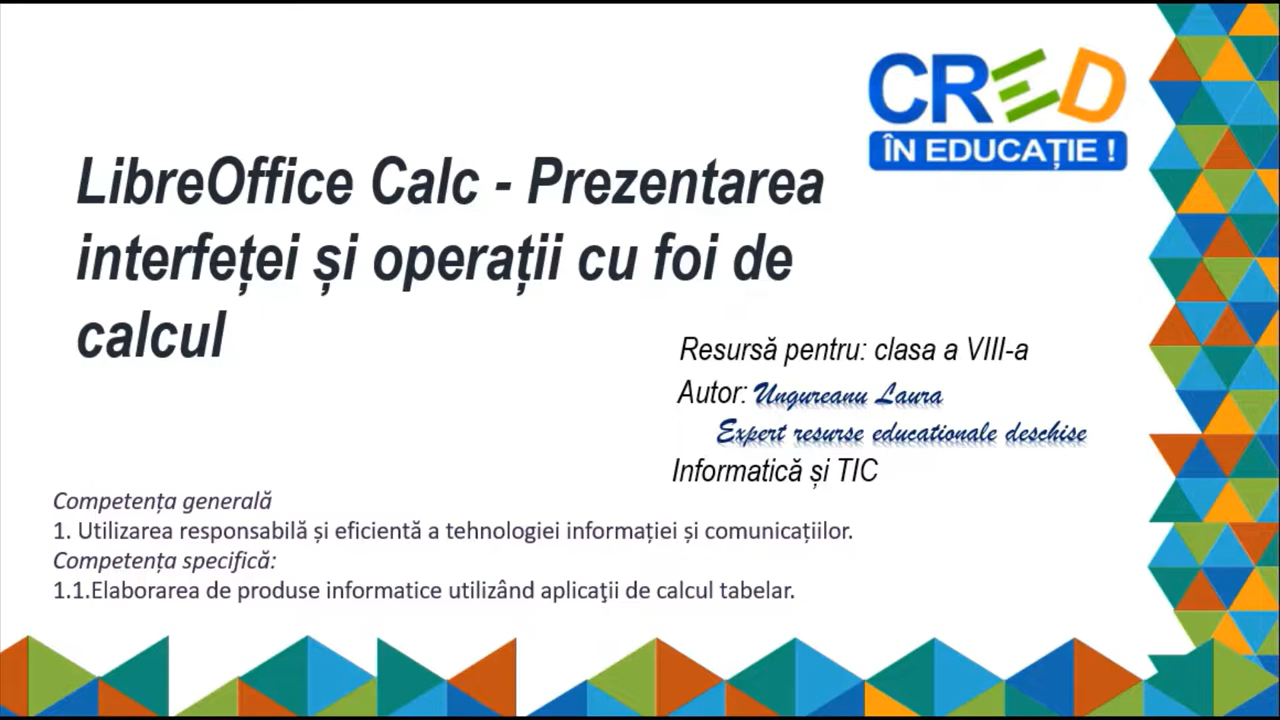 CRED
ÎN EDUCAȚIE !
LibreOffice Calc - Prezentarea
interfeței și operații cu foi de
calcul
Resursă pentru: clasa a VIII-a
Autor: Ungureanu Laura
Expert resurse educationale deschise
Informatică și TIC
Competența generală
1. Utilizarea responsabilă și eficientă a tehnologiei informației și comunicațiilor.
Competența specifică:
1.1.Elaborarea de produse informatice utilizând aplicaţii de calcul tabelar.